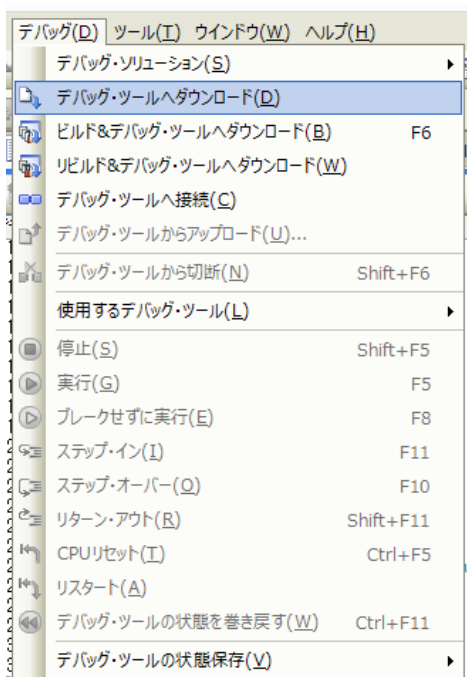 デバッグ(D) ツール(T) ウインドウ(W) ヘルプ(H)
デバッグ・ソリューション(S)
デバッグ・ツールへダウンロード(D)
ビルド&デバッグ・ツールへダウンロード(B) F6
リビルド&デバッグ・ツールへダウンロード(W)
デバッグ・ツールへ接続(C)
デバッグ・ツールからアップロード(U)...
デバッグ・ツールから切断(N) Shift+F6
使用するデバッグ・ツール(L)
停止(S) Shift+F5
実行(G) F5
ブレークせずに実行(E) F8
ステップ・イン(I) F11
ステップ・オーバー(O) F10
リターン・アウト(R) Shift+F11
CPUリセット(T) Ctrl+F5
リスタート(A)
デバッグ・ツールの状態を巻き戻す(W) Ctrl+F11
デバッグ・ツールの状態保存(V)